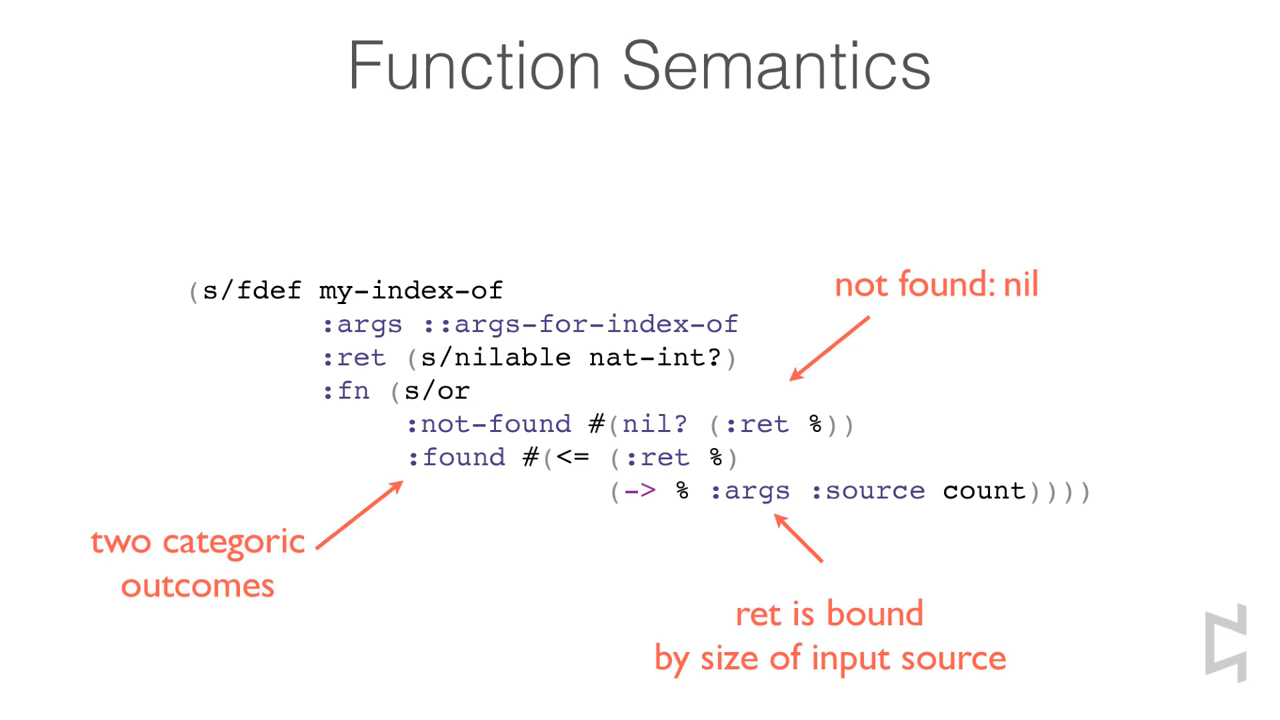 Function Semantics
(s/fdef my-index-of
:args ::args-for-index-of
:ret (s/nilable nat-int?)
:fn (s/or
:not-found #(nil? (:ret %))
:found #(<= (:ret %)
(-> % :args :source count))))
not found: nil
two categoric
outcomes
ret is bound
by size of input source